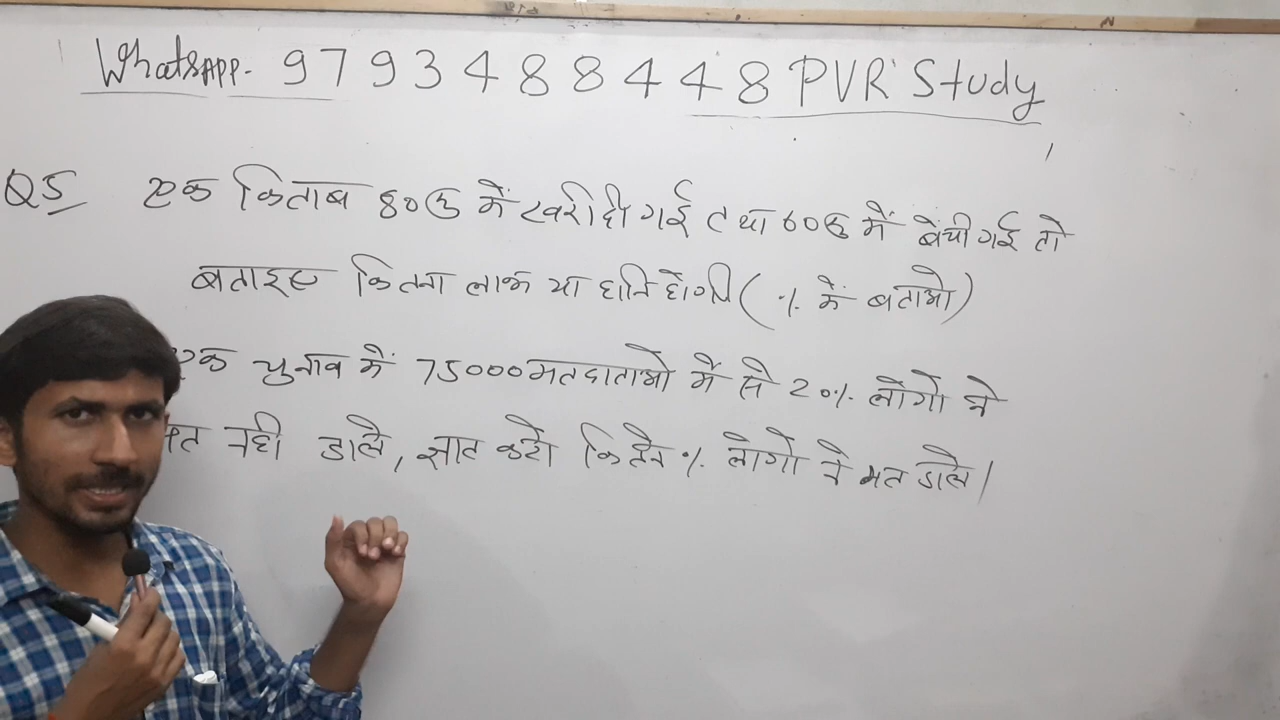 WhatsAPP. 9793488448 PVR Study
Q5 एक किताब 80रु में खरीदी गई तथा 60रु में बेची गई तो
बताइए कितना लाभ या हानि होगी ( % में बताओ)
एक चुनाव में 75000 मतदाताओ में से 20% लोगों ने
मत नही डाले, ज्ञात करो कितने % लोगो ने मत डाले।